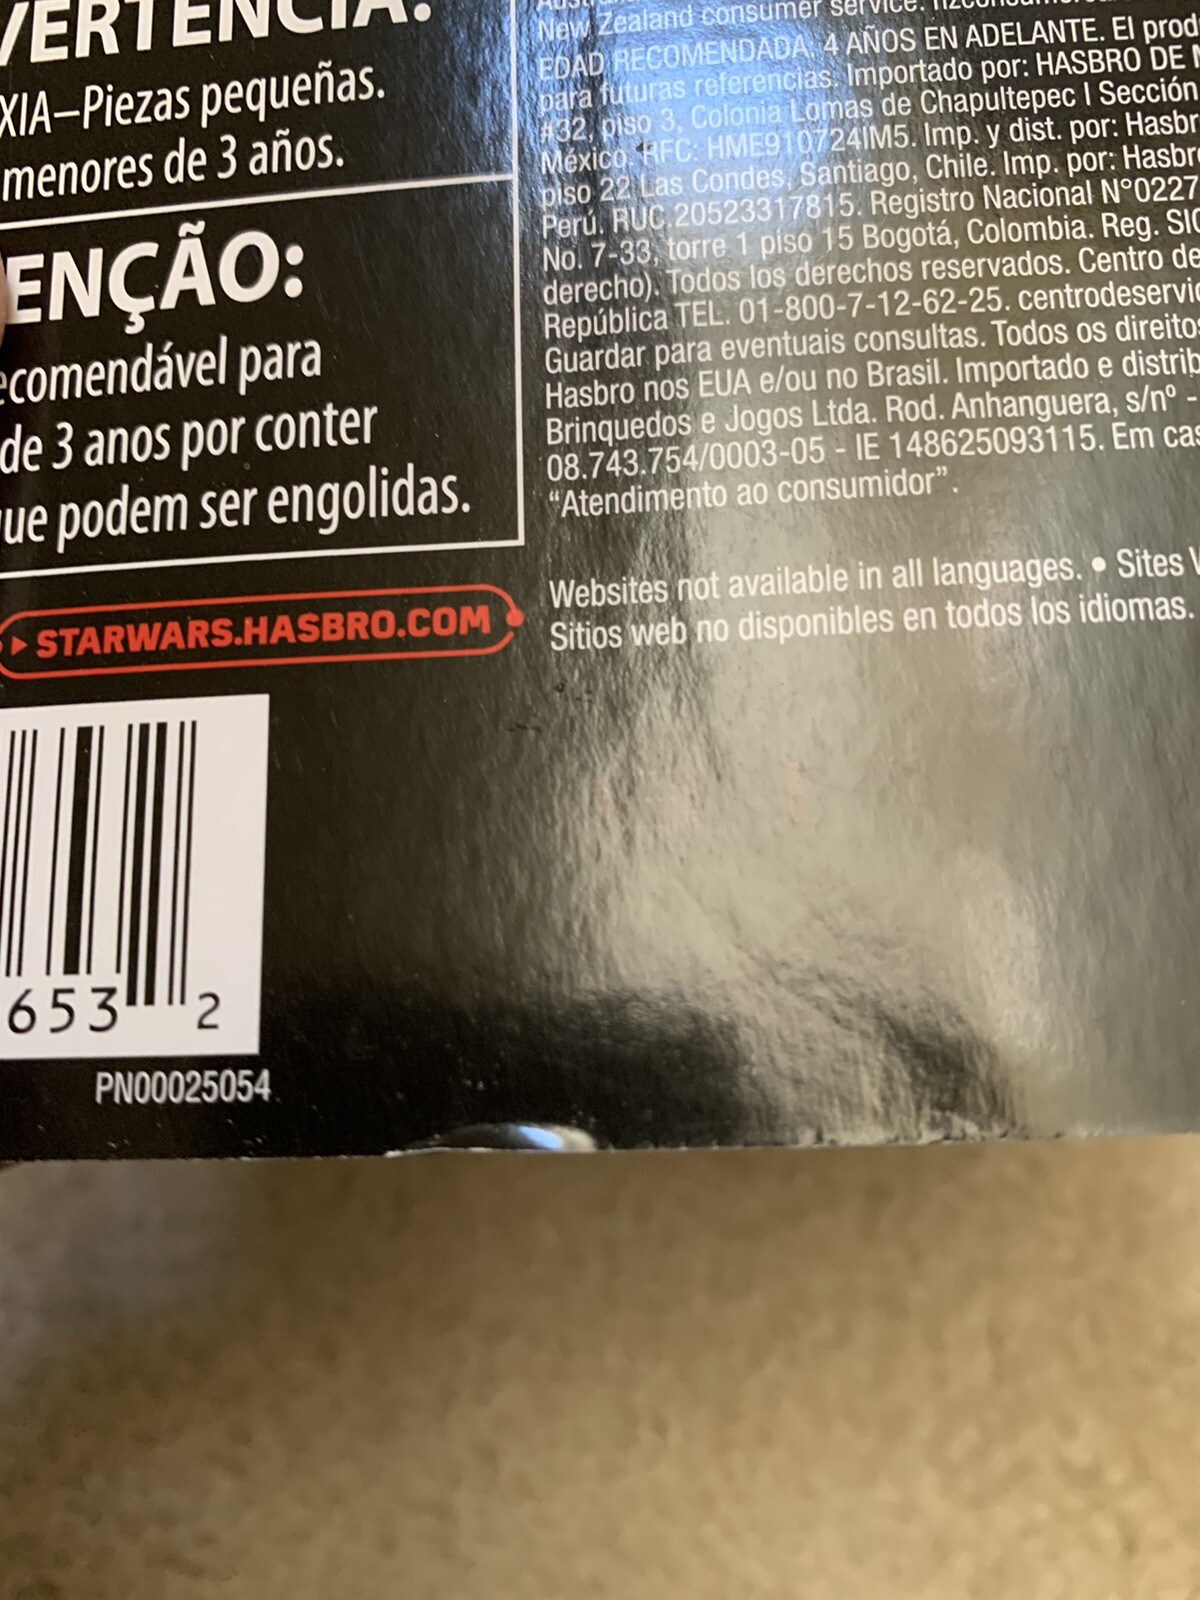 VERTENCIA:
XIA–Piezas pequeñas.
menores de 3 años.
ENÇÃO:
ecomendável para
de 3 anos por conter
que podem ser engolidas.
STARWARS.HASBRO.COM
653 2
PN00025054
New Zealand consumer service:
EDAD RECOMENDADA: 4 AÑOS EN ADELANTE. El prod
para futuras referencias. Importado por: HASBRO DE
#32, piso 3, Colonia Lomas de Chapultepec I Sección
México. RFC: HME910724IM5. Imp. y dist. por: Hasbr
piso 22 Las Condes, Santiago, Chile. Imp. por: Hasbr
Perú. RUC.20523317815. Registro Nacional N°0227
No. 7-33, torre 1 piso 15 Bogotá, Colombia. Reg. SIC
derecho). Todos los derechos reservados. Centro de
República TEL. 01-800-7-12-62-25. centrodeservic
Guardar para eventuais consultas. Todos os direito
Hasbro nos EUA e/ou no Brasil. Importado e distrib
Brinquedos e Jogos Ltda. Rod. Anhanguera, s/nº -
08.743.754/0003-05 - IE 148625093115. Em cas
“Atendimento ao consumidor”.
Websites not available in all languages. • Sites
Sitios web no disponibles en todos los idiomas.